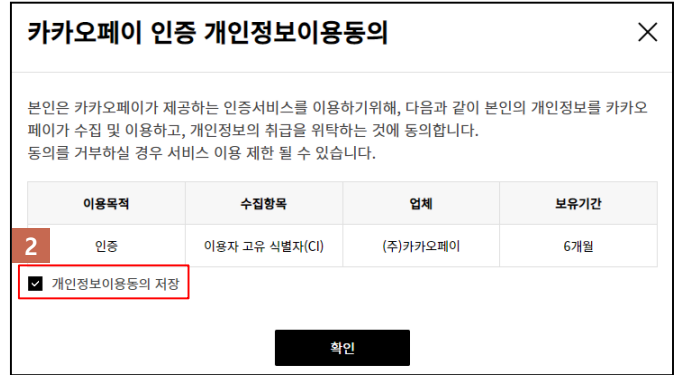 카카오페이 인증 개인정보이용동의
본인은 카카오페이가 제공하는 인증서비스를 이용하기위해, 다음과 같이 본인의 개인정보를 카카오
페이가 수집 및 이용하고, 개인정보의 취급을 위탁하는 것에 동의합니다.
동의를 거부하실 경우 서비스 이용 제한 될 수 있습니다.
이용목적 수집항목 업체 보유기간
2 인증 이용자 고유 식별자(CI) (주)카카오페이 6개월
개인정보이용동의 저장
확인